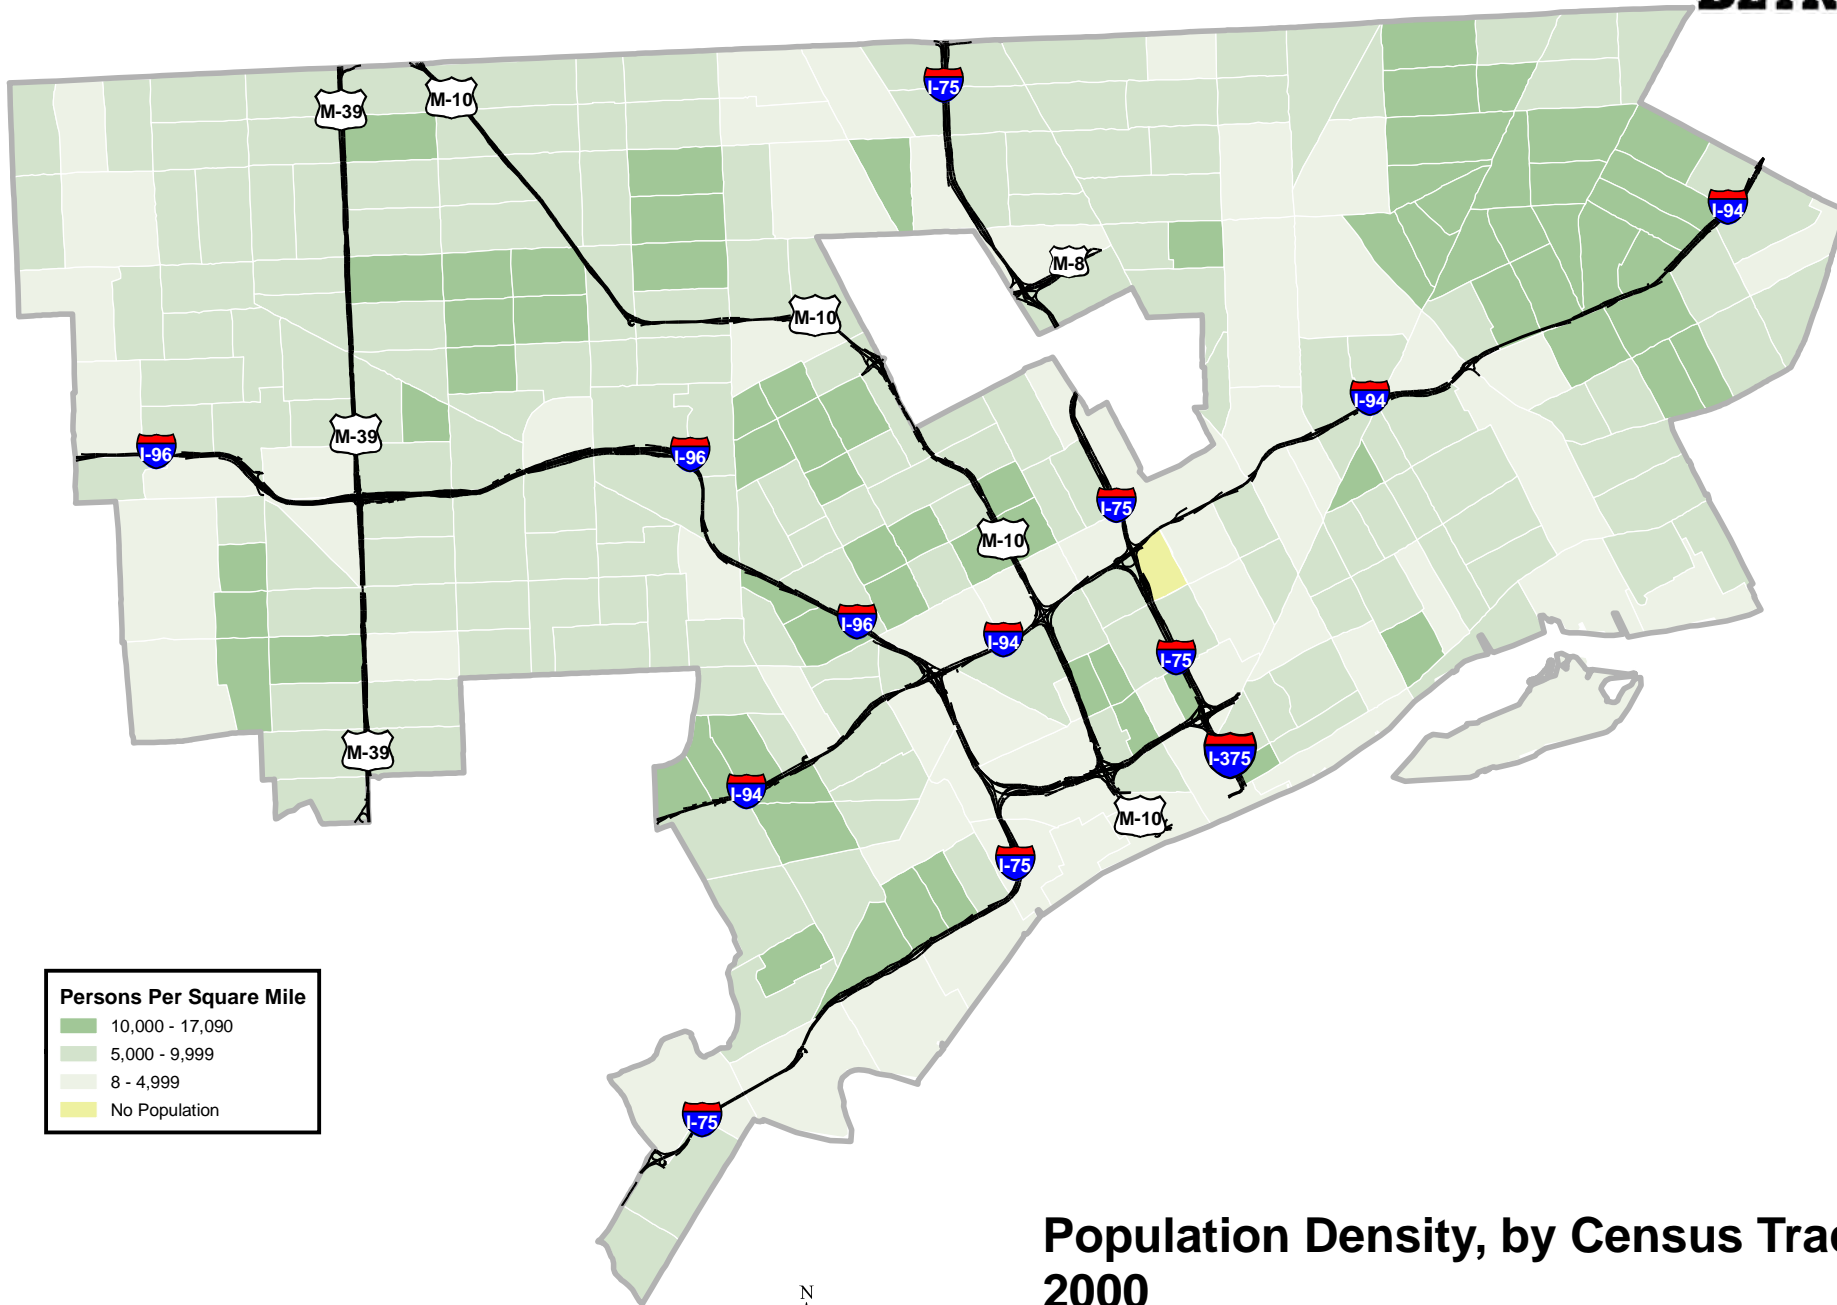 I-75
M-39
M-10
I-94
M-8
M-10
I-94
M-39
I-96
I-96
I-75
M-10
I-96
I-94
I-75
M-39
I-375
I-94
M-10
I-75
Persons Per Square Mile
10,000 - 17,090
5,000 - 9,999
8 - 4,999
No Population
I-75
Population Density, by Census
2000
N